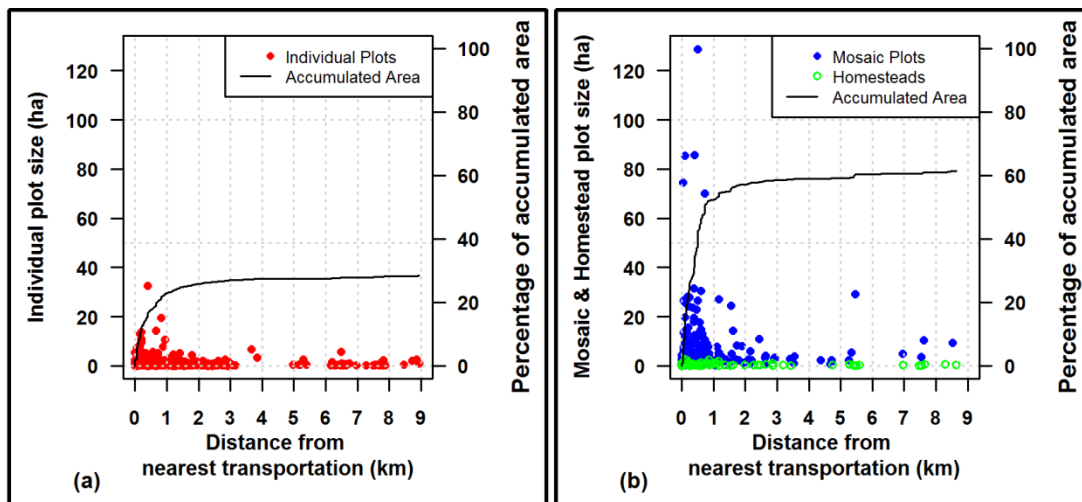 Individual Plots
Accumulated Area
Individual plot size (ha)
120
100
80
60
40
20
0
Percentage of accumulated area
100
80
60
40
20
0
0 1 2 3 4 5 6 7 8 9
Distance from
nearest transportation (km)
(a)
Mosaic Plots
Homesteads
Accumulated Area
Mosaic & Homestead plot size (ha)
120
100
80
60
40
20
0
Percentage of accumulated area
100
80
60
40
20
0
0 1 2 3 4 5 6 7 8 9
Distance from
nearest transportation (km)
(b)